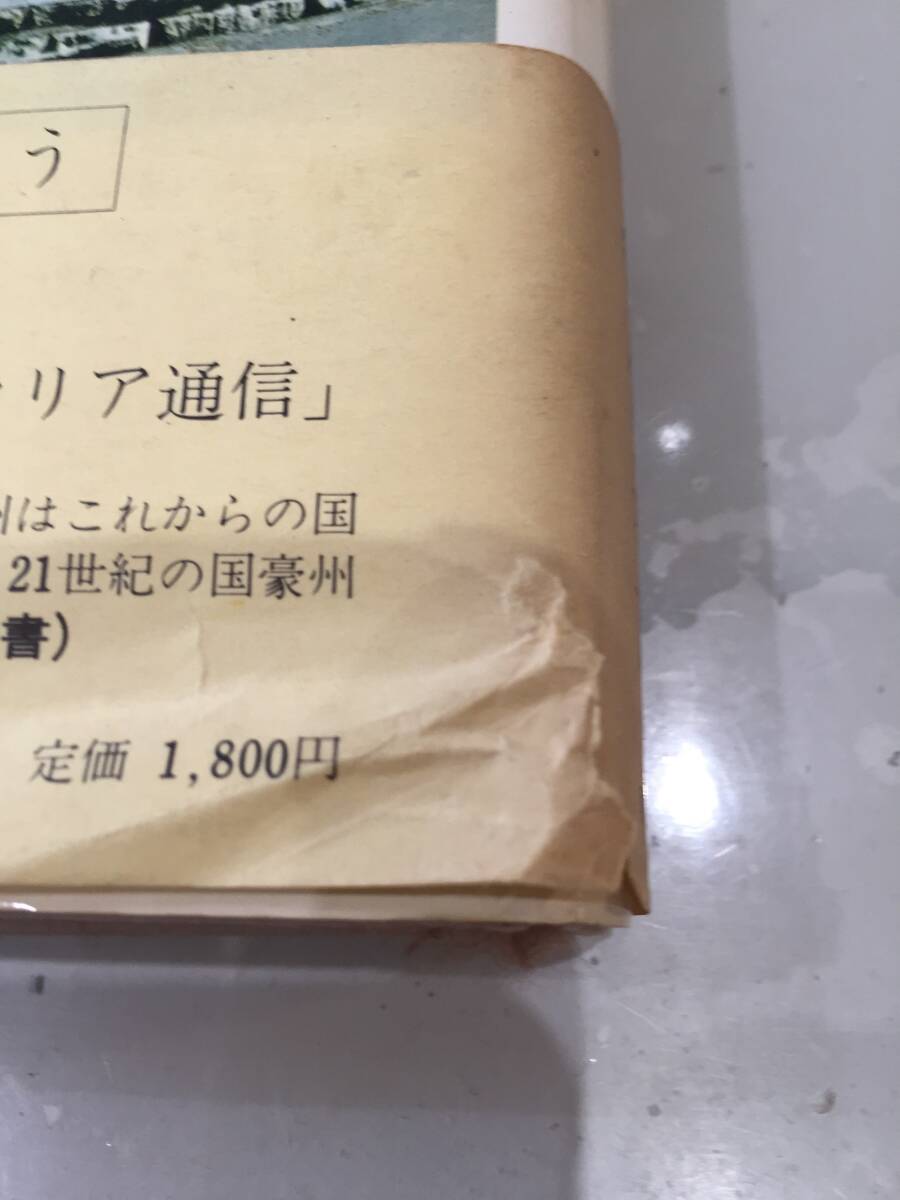 う
リア通信」
州はこれからの国
21世紀の国豪州
書)
定価 1,800円